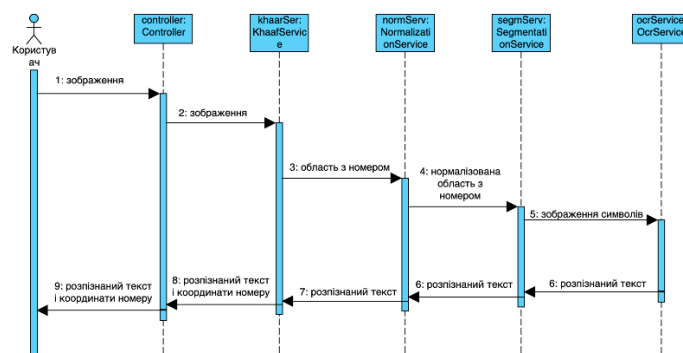 Користув
ач
controller:
Controller
khaarSer:
KhaafServic
e
normServ:
Normalizati
onService
segmServ:
Segmentati
onService
ocrService
OcrService
1: зображення
2: зображення
3: область з номером
4: нормалізована
область з
номером
5: зображення символів
6: розпізнаний текст
6: розпізнаний текст
7: розпізнаний текст
8: розпізнаний текст
і координати номеру
9: розпізнаний текст
і координати номеру